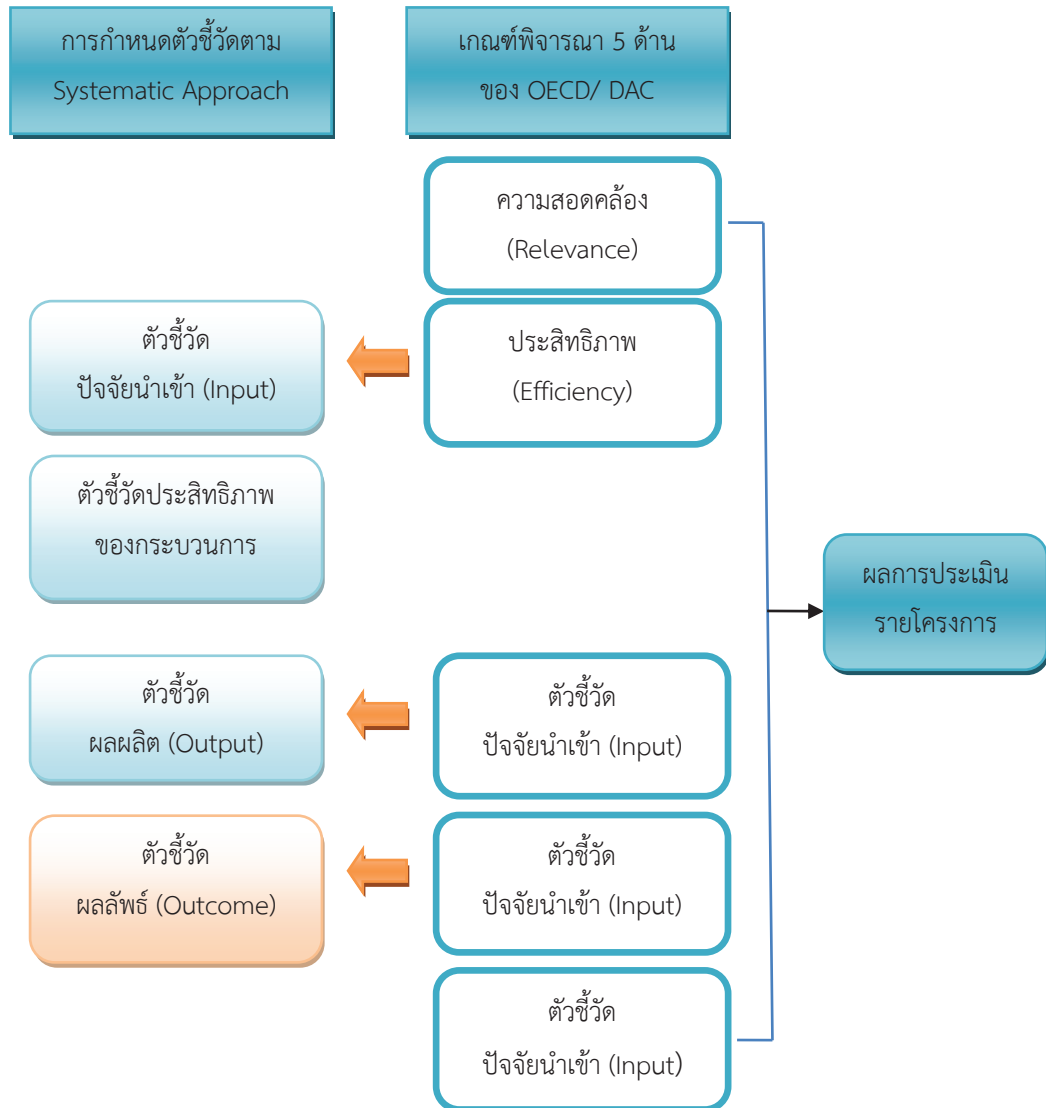 การกำหนดตัวชี้วัดตาม
Systematic Approach
เกณฑ์พิจารณา 5 ด้าน
ของ OECD/ DAC
ความสอดคล้อง
(Relevance)
ตัวชี้วัด
ปัจจัยนำเข้า (Input)
ประสิทธิภาพ
(Efficiency)
ตัวชี้วัดประสิทธิภาพ
ของกระบวนการ
ผลการประเมิน
รายโครงการ
ตัวชี้วัด
ผลผลิต (Output)
ตัวชี้วัด
ปัจจัยนำเข้า (Input)
ตัวชี้วัด
ผลลัพธ์ (Outcome)
ตัวชี้วัด
ปัจจัยนำเข้า (Input)
ตัวชี้วัด
ปัจจัยนำเข้า (Input)